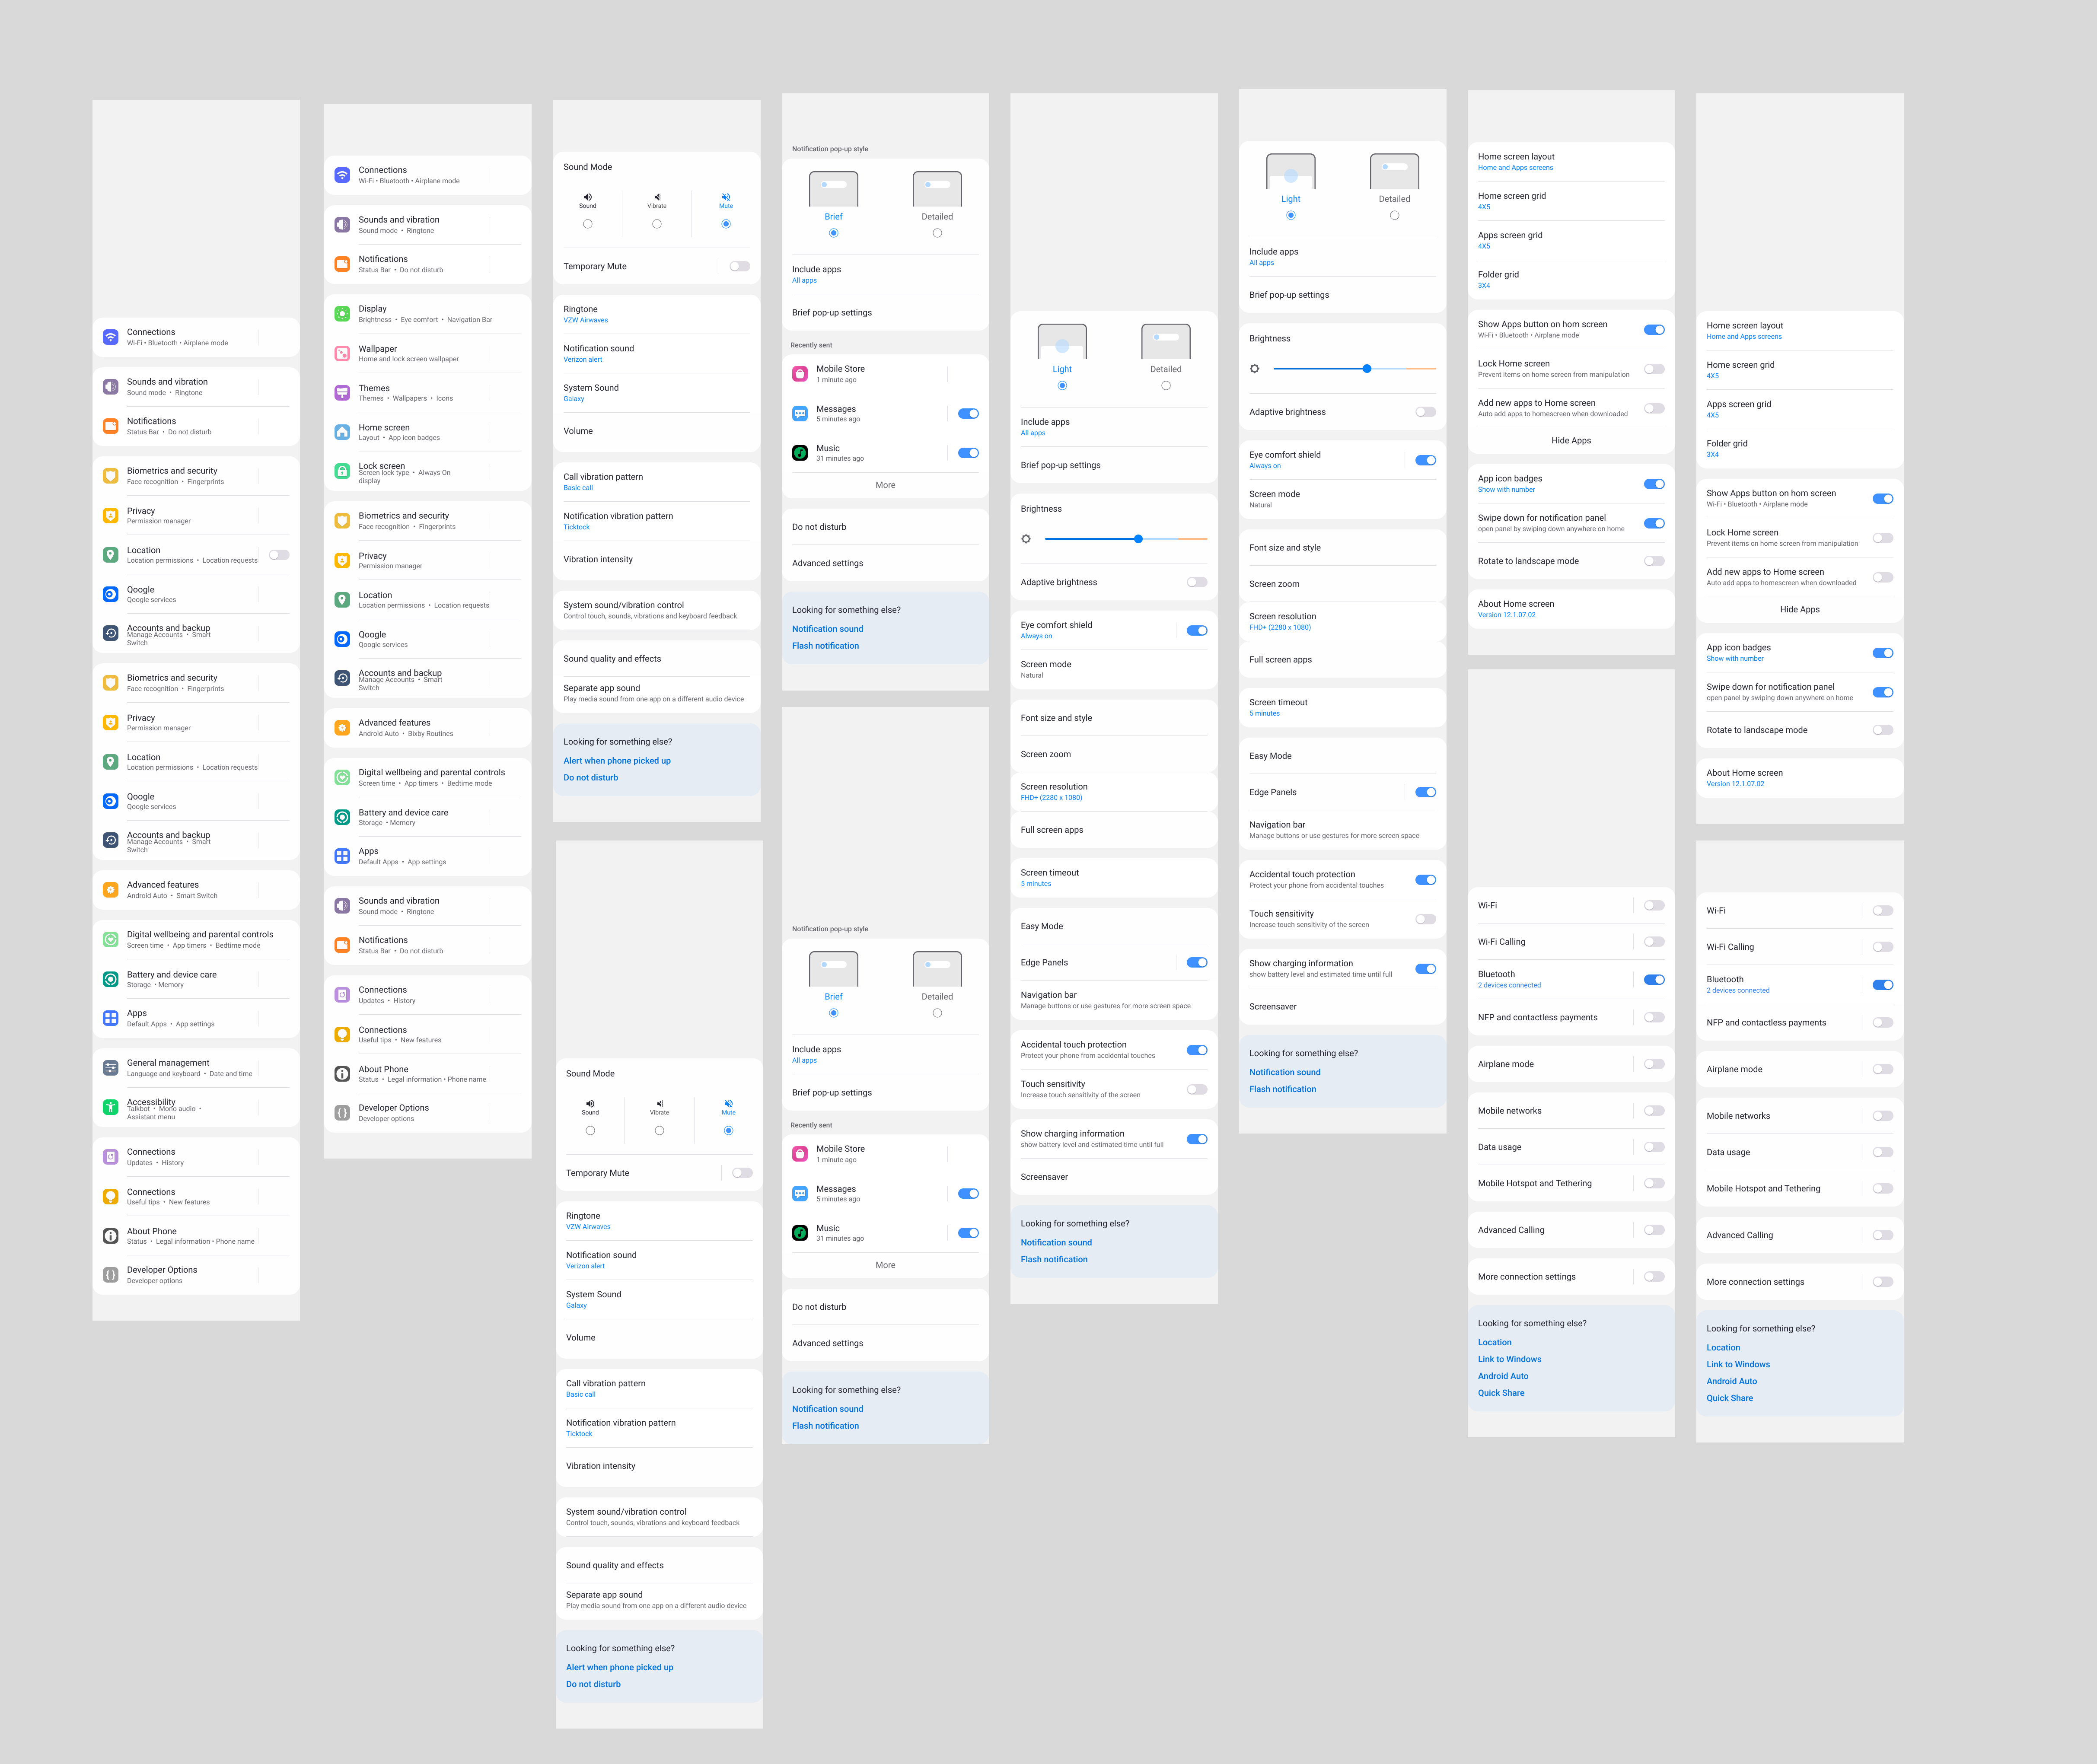 Connections
Wi-Fi • Bluetooth • Airplane mode
Sounds and vibration
Sound mode • Ringtone
Notifications
Status Bar • Do not disturb
Biometrics and security
Face recognition • Fingerprints
Privacy
Permission manager
Location
Location permissions • Location requests
Qoogle
Qoogle services
Accounts and backup
Manage Accounts • Smart
Switch
Biometrics and security
Face recognition • Fingerprints
Privacy
Permission manager
Location
Location permissions • Location requests
Qoogle
Qoogle services
Accounts and backup
Manage Accounts • Smart
Switch
Advanced features
Android Auto • Smart Switch
Digital wellbeing and parental controls
Screen time • App timers • Bedtime mode
Battery and device care
Storage • Memory
Apps
Default Apps • App settings
General management
Language and keyboard • Date and time
Accessibility
Talkbot • Mono audio •
Assistant menu
Connections
Updates • History
Connections
Useful tips • New features
About Phone
Status • Legal information • Phone name
Developer Options
Developer options
Connections
Wi-Fi • Bluetooth • Airplane mode
Sounds and vibration
Sound mode • Ringtone
Notifications
Status Bar • Do not disturb
Display
Brightness • Eye comfort • Navigation Bar
Wallpaper
Home and lock screen wallpaper
Themes
Themes • Wallpapers • Icons
Home screen
Layout • App icon badges
Lock screen
Screen lock type • Always On
display
Biometrics and security
Face recognition • Fingerprints
Privacy
Permission manager
Location
Location permissions • Location requests
Qoogle
Qoogle services
Accounts and backup
Manage Accounts • Smart
Switch
Advanced features
Android Auto • Bixby Routines
Digital wellbeing and parental controls
Screen time • App timers • Bedtime mode
Battery and device care
Storage • Memory
Apps
Default Apps • App settings
Sounds and vibration
Sound mode • Ringtone
Notifications
Status Bar • Do not disturb
Connections
Updates • History
Connections
Useful tips • New features
About Phone
Status • Legal information • Phone name
Developer Options
Developer options
Sound Mode
Sound Vibrate Mute
Temporary Mute
Ringtone
VZW Airwaves
Notification sound
Verizon alert
System Sound
Galaxy
Volume
Call vibration pattern
Basic call
Notification vibration pattern
Ticktock
Vibration intensity
System sound/vibration control
Control touch, sounds, vibrations and keyboard feedback
Sound quality and effects
Separate app sound
Play media sound from one app on a different audio device
Looking for something else?
Alert when phone picked up
Do not disturb
Sound Mode
Sound Vibrate Mute
Temporary Mute
Ringtone
VZW Airwaves
Notification sound
Verizon alert
System Sound
Galaxy
Volume
Call vibration pattern
Basic call
Notification vibration pattern
Ticktock
Vibration intensity
System sound/vibration control
Control touch, sounds, vibrations and keyboard feedback
Sound quality and effects
Separate app sound
Play media sound from one app on a different audio device
Looking for something else?
Alert when phone picked up
Do not disturb
Notification pop-up style
Brief Detailed
Include apps
All apps
Brief pop-up settings
Recently sent
Mobile Store
1 minute ago
Messages
5 minutes ago
Music
31 minutes ago
More
Do not disturb
Advanced settings
Looking for something else?
Notification sound
Flash notification
Notification pop-up style
Brief Detailed
Include apps
All apps
Brief pop-up settings
Recently sent
Mobile Store
1 minute ago
Messages
5 minutes ago
Music
31 minutes ago
More
Do not disturb
Advanced settings
Looking for something else?
Notification sound
Flash notification
Light Detailed
Include apps
All apps
Brief pop-up settings
Brightness
Adaptive brightness
Eye comfort shield
Always on
Screen mode
Natural
Font size and style
Screen zoom
Screen resolution
FHD+ (2280 x 1080)
Full screen apps
Screen timeout
5 minutes
Easy Mode
Edge Panels
Navigation bar
Manage buttons or use gestures for more screen space
Accidental touch protection
Protect your phone from accidental touches
Touch sensitivity
Increase touch sensitivity of the screen
Show charging information
show battery level and estimated time until full
Screensaver
Looking for something else?
Notification sound
Flash notification
Light Detailed
Include apps
All apps
Brief pop-up settings
Brightness
Adaptive brightness
Eye comfort shield
Always on
Screen mode
Natural
Font size and style
Screen zoom
Screen resolution
FHD+ (2280 x 1080)
Full screen apps
Screen timeout
5 minutes
Easy Mode
Edge Panels
Navigation bar
Manage buttons or use gestures for more screen space
Accidental touch protection
Protect your phone from accidental touches
Touch sensitivity
Increase touch sensitivity of the screen
Show charging information
show battery level and estimated time until full
Screensaver
Looking for something else?
Notification sound
Flash notification
Home screen layout
Home and Apps screens
Home screen grid
4X5
Apps screen grid
4X5
Folder grid
3X4
Show Apps button on hom screen
Wi-Fi • Bluetooth • Airplane mode
Lock Home screen
Prevent items on home screen from manipulation
Add new apps to Home screen
Auto add apps to homescreen when downloaded
Hide Apps
App icon badges
Show with number
Swipe down for notification panel
open panel by swiping down anywhere on home
Rotate to landscape mode
About Home screen
Version 12.1.07.02
Wi-Fi
Wi-Fi Calling
Bluetooth
2 devices connected
NFP and contactless payments
Airplane mode
Mobile networks
Data usage
Mobile Hotspot and Tethering
Advanced Calling
More connection settings
Looking for something else?
Location
Link to Windows
Android Auto
Quick Share
Home screen layout
Home and Apps screens
Home screen grid
4X5
Apps screen grid
4X5
Folder grid
3X4
Show Apps button on hom screen
Wi-Fi • Bluetooth • Airplane mode
Lock Home screen
Prevent items on home screen from manipulation
Add new apps to Home screen
Auto add apps to homescreen when downloaded
Hide Apps
App icon badges
Show with number
Swipe down for notification panel
open panel by swiping down anywhere on home
Rotate to landscape mode
About Home screen
Version 12.1.07.02
Wi-Fi
Wi-Fi Calling
Bluetooth
2 devices connected
NFP and contactless payments
Airplane mode
Mobile networks
Data usage
Mobile Hotspot and Tethering
Advanced Calling
More connection settings
Looking for something else?
Location
Link to Windows
Android Auto
Quick Share